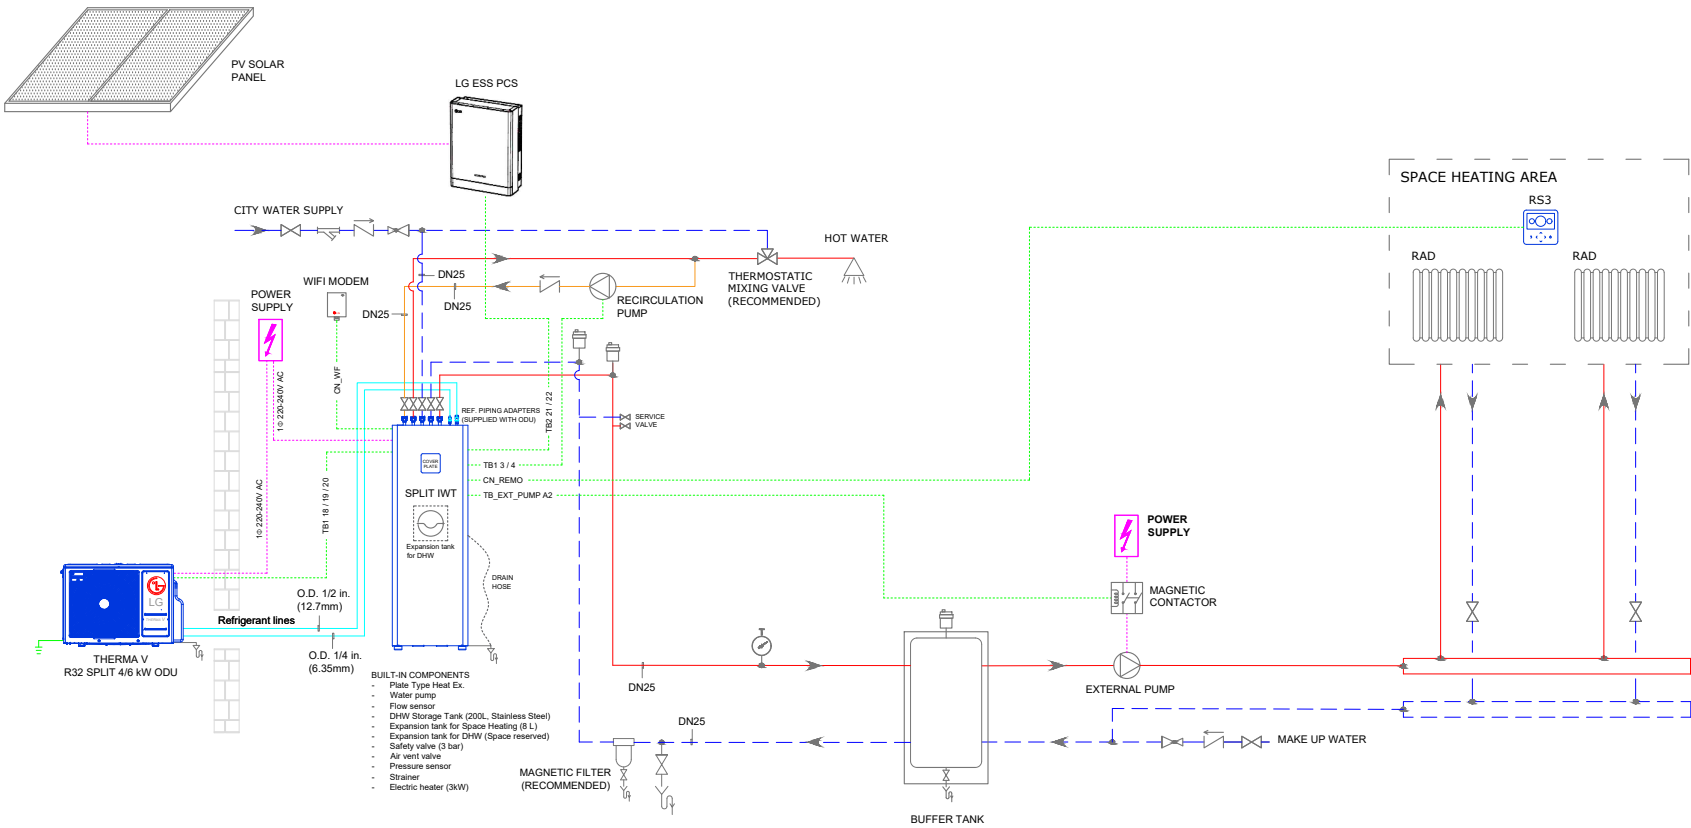 PV SOLAR
PANEL
LG ESS PCS
CITY WATER SUPPLY
HOT WATER
THERMOSTATIC
MIXING VALVE
(RECOMMENDED)
DN25
DN25
DN25
RECIRCULATION
PUMP
WIFI MODEM
POWER
SUPPLY
SPACE HEATING AREA
RS3
RAD
RAD
CN_WF
1Φ 220-240V AC
1Φ 220-240V AC
TB1 18 / 19 / 20
TB2 21 / 22
REF. PIPING ADAPTERS
(SUPPLIED WITH ODU)
SERVICE
VALVE
COVER
PLATE
SPLIT IWT
Expansion tank
for DHW
TB1 3 / 4
CN_REMO
TB_EXT_PUMP A2
DRAIN
HOSE
POWER
SUPPLY
MAGNETIC
CONTACTOR
EXTERNAL PUMP
LG
THERMA V
R32 SPLIT 4/6 kW ODU
O.D. 1/2 in.
(12.7mm)
Refrigerant lines
O.D. 1/4 in.
(6.35mm)
BUILT-IN COMPONENTS
- Plate Type Heat Ex.
- Water pump
- Flow sensor
- DHW Storage Tank (200L, Stainless Steel)
- Expansion tank for Space Heating (8 L)
- Expansion tank for DHW (Space reserved)
- Safety valve (3 bar)
- Air vent valve
- Pressure sensor
- Strainer
- Electric heater (3kW)
DN25
DN25
MAGNETIC FILTER
(RECOMMENDED)
BUFFER TANK
MAKE UP WATER